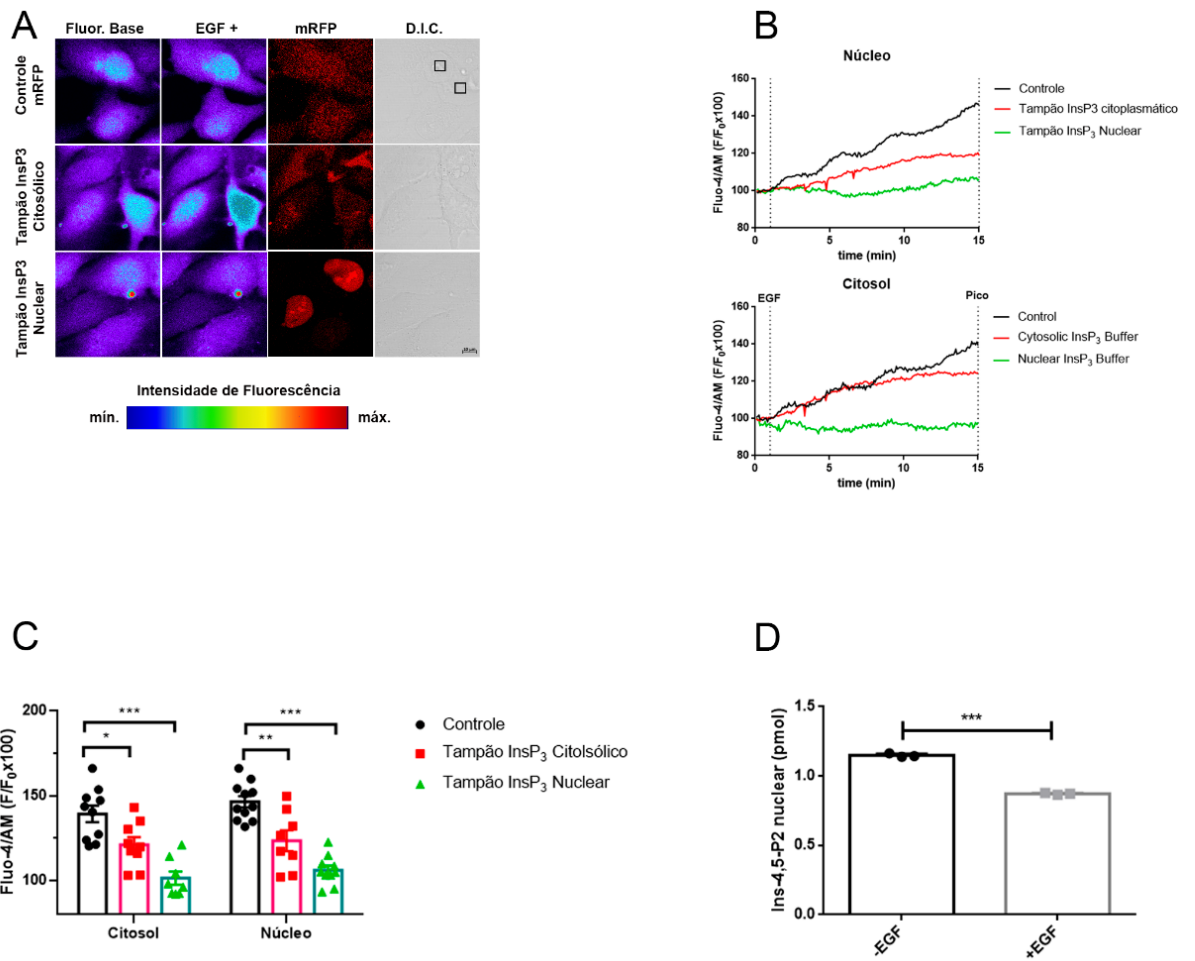 A
Fluor. Base EGF + mRFP D.I.C.
Controle
mRFP
Tampão InsP3
Citosólico
Tampão InsP3
Nuclear
Intensidade de Fluorescência
mín. máx.
B
Núcleo
Fluo-4/AM (F/F0x100)
160
140
120
100
80
0 5 10 15
time (min)
Controle
Tampão InsP3 citoplasmático
Tampão InsP3 Nuclear
Citosol
EGF Pico
Fluo-4/AM (F/F0x100)
160
140
120
100
80
0 5 10 15
time (min)
Control
Cytosolic InsP3 Buffer
Nuclear InsP3 Buffer
C
Fluo-4/AM (F/F0x100)
200
150
100
*** ***
* **
Citosol Núcleo
Controle
Tampão InsP3 Citolsólico
Tampão InsP3 Nuclear
D
Ins-4,5-P2 nuclear (pmol)
1.5
1.0
0.5
0.0
***
-EGF +EGF